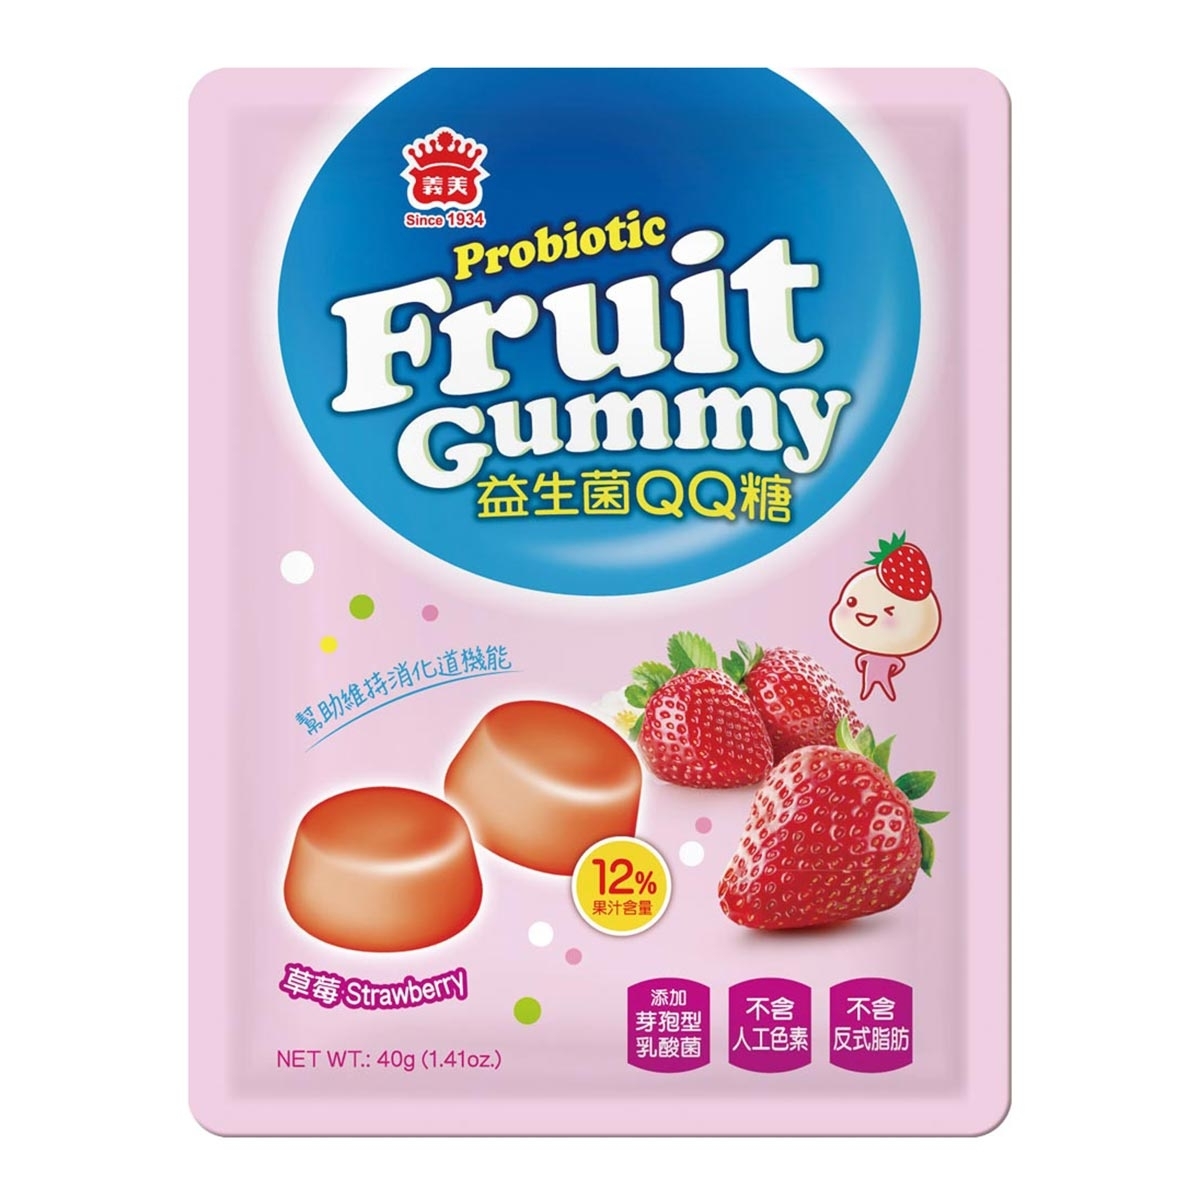 義美
Since 1934
Probiotic
Fruit
Gummy
益生菌QQ糖
幫助維持消化道機能
12%
果汁含量
草莓 Strawberry
NET WT.: 40g (1.41oz.)
添加
芽孢型
乳酸菌
不含
人工色素
不含
反式脂肪